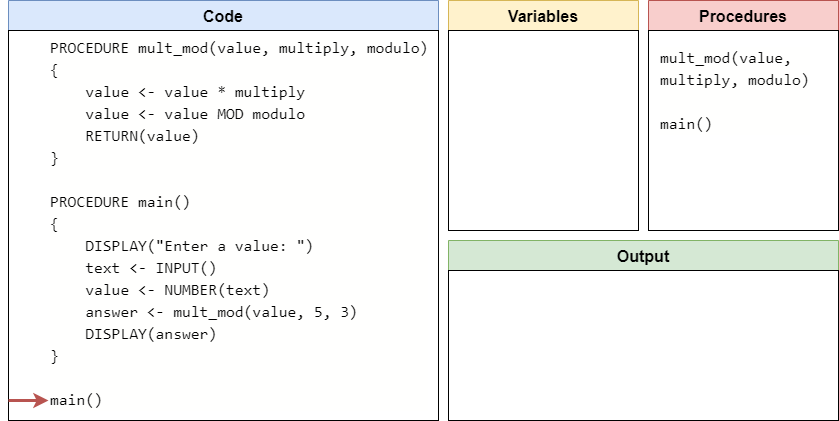 Code
PROCEDURE mult_mod(value, multiply, modulo)
{
    value <- value * multiply
    value <- value MOD modulo
    RETURN(value)
}

PROCEDURE main()
{
    DISPLAY("Enter a value: ")
    text <- INPUT()
    value <- NUMBER(text)
    answer <- mult_mod(value, 5, 3)
    DISPLAY(answer)
}

main()
Variables
Procedures
mult_mod(value,
multiply, modulo)

main()
Output